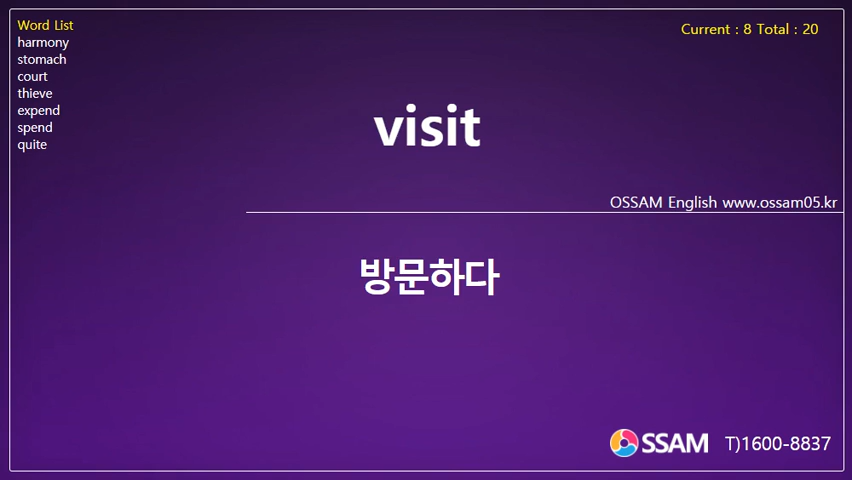 Word List
harmony
stomach
court
thieve
expend
spend
quite
Current : 8 Total : 20
visit
OSSAM English www.ossam05.kr
방문하다
OSSAM T)1600-8837